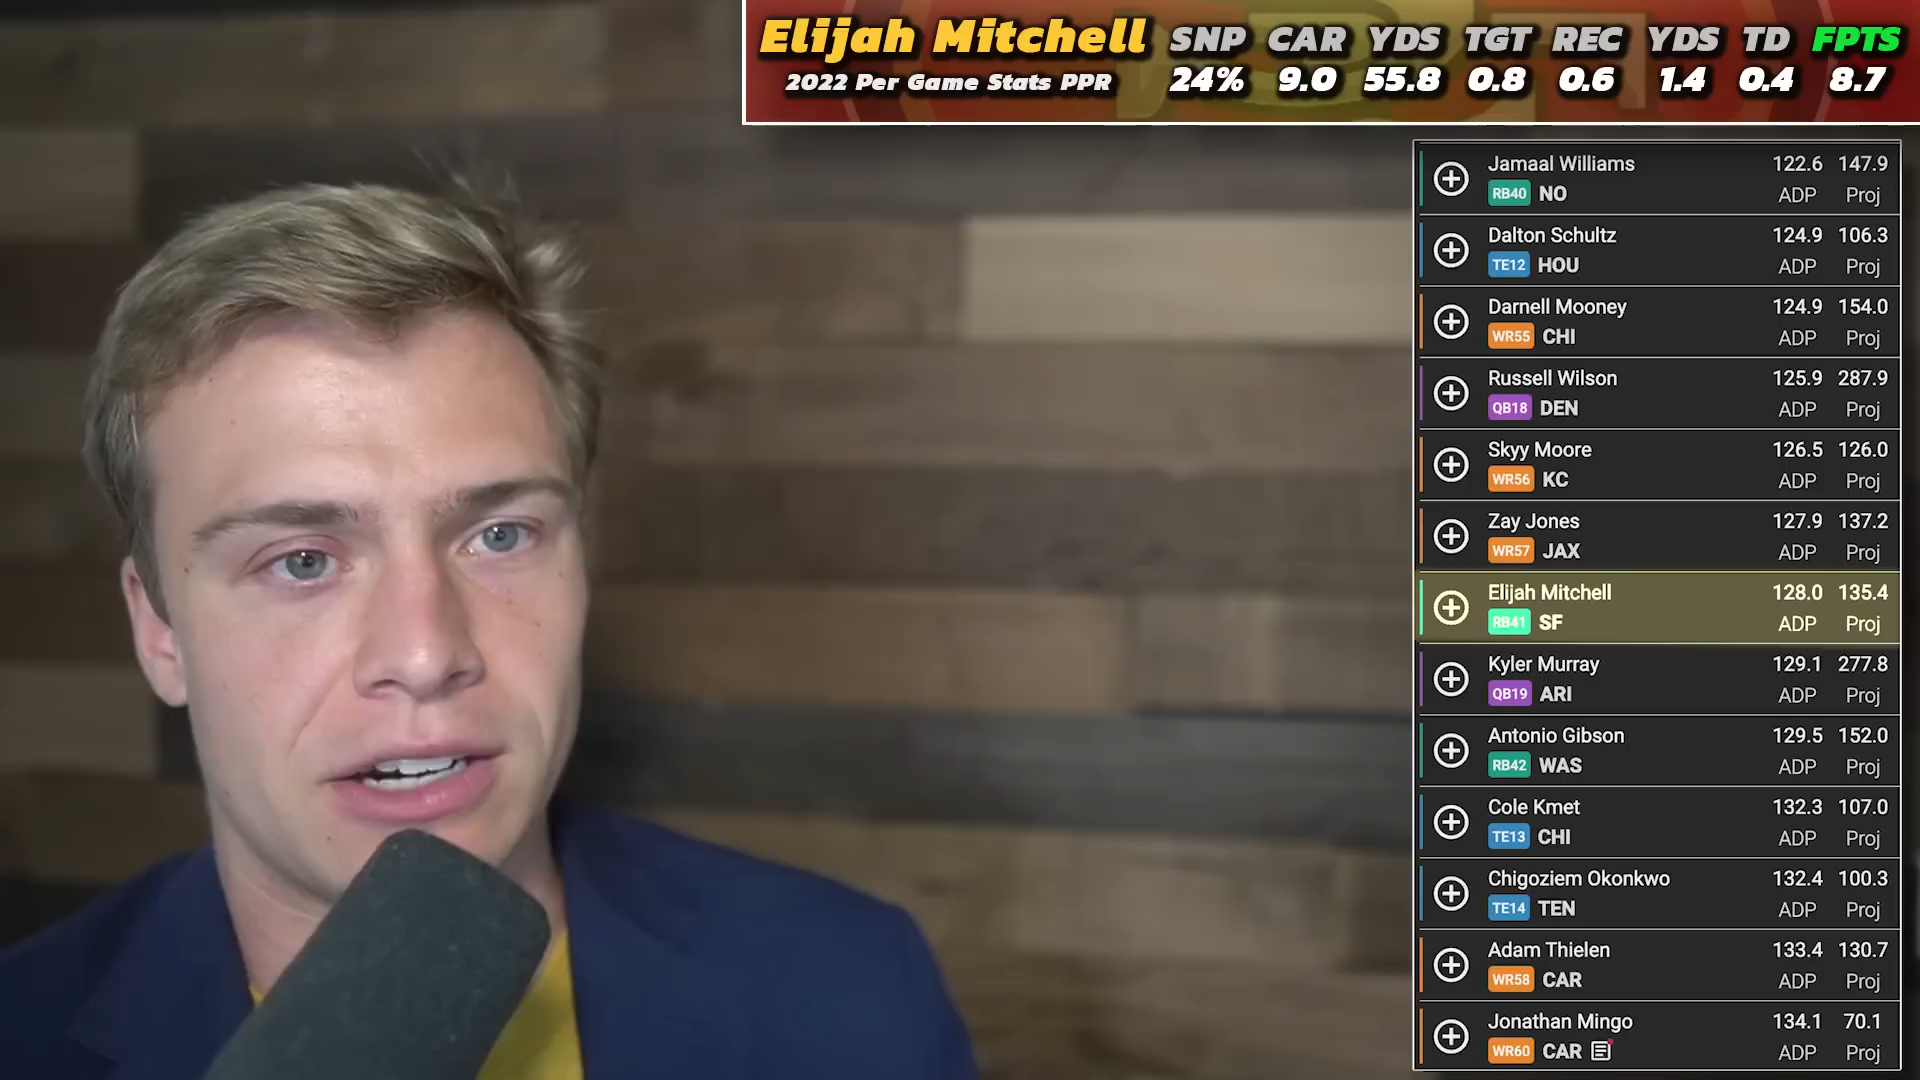 Elijah Mitchell SNP CAR YDS TGT REC YDS TD FPTS
2022 Per Game Stats PPR 24% 9.0 55.8 0.8 0.6 1.4 0.4 8.7
Jamaal Williams 122.6 147.9
RB40 NO ADP Proj
Dalton Schultz 124.9 106.3
TE12 HOU ADP Proj
Darnell Mooney 124.9 154.0
WR55 CHI ADP Proj
Russell Wilson 125.9 287.9
QB18 DEN ADP Proj
Skyy Moore 126.5 126.0
WR56 KC ADP Proj
Zay Jones 127.9 137.2
WR57 JAX ADP Proj
Elijah Mitchell 128.0 135.4
RB41 SF ADP Proj
Kyler Murray 129.1 277.8
QB19 ARI ADP Proj
Antonio Gibson 129.5 152.0
RB42 WAS ADP Proj
Cole Kmet 132.3 107.0
TE13 CHI ADP Proj
Chigoziem Okonkwo 132.4 100.3
TE14 TEN ADP Proj
Adam Thielen 133.4 130.7
WR58 CAR ADP Proj
Jonathan Mingo 134.1 70.1
WR60 CAR ADP Proj